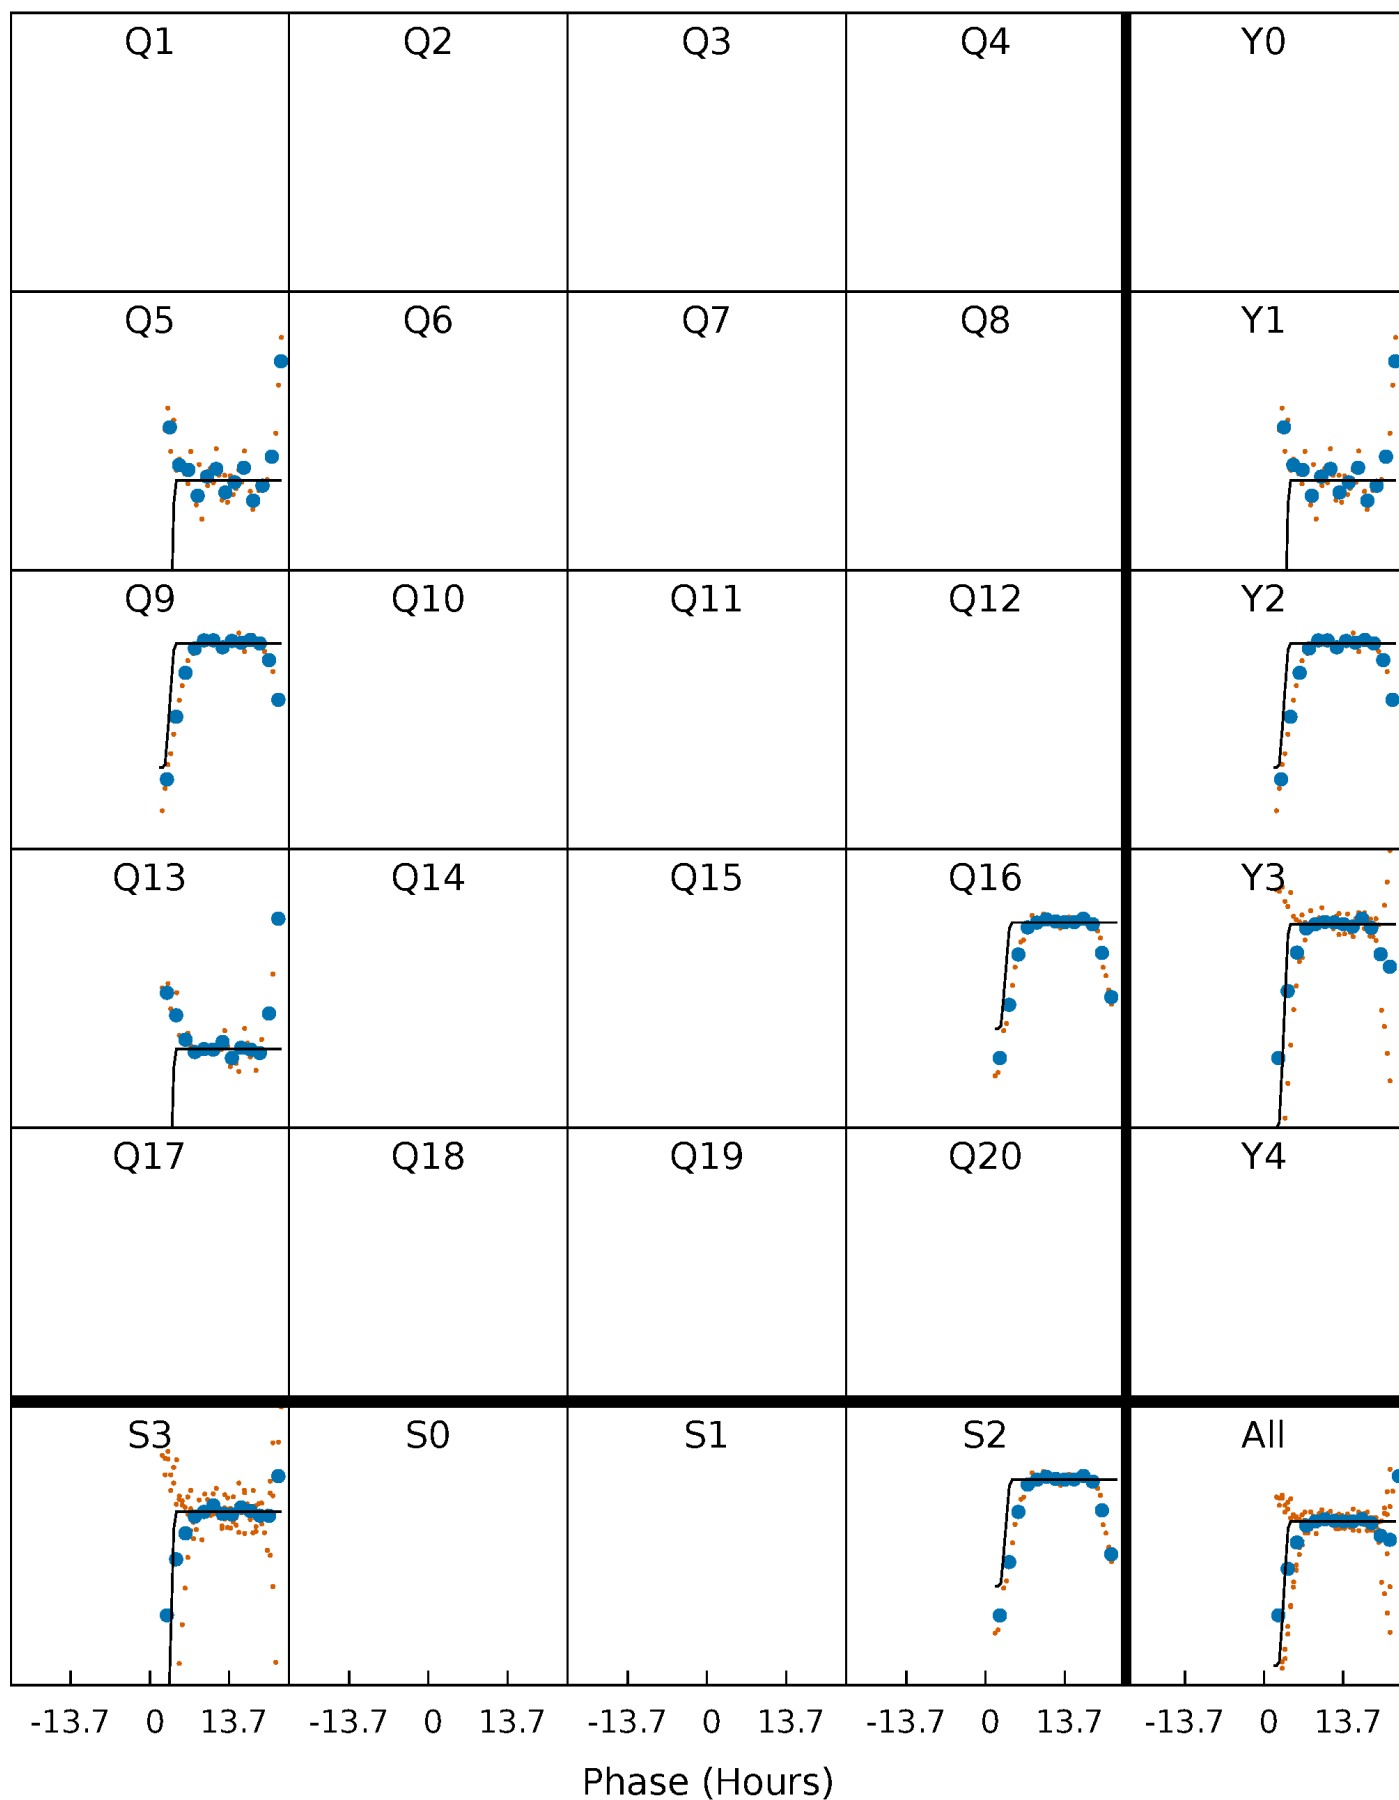 Q1 Q2 Q3 Q4 Y0
Q5 Q6 Q7 Q8 Y1
Q9 Q10 Q11 Q12 Y2
Q13 Q14 Q15 Q16 Y3
Q17 Q18 Q19 Q20 Y4
S3 S0 S1 S2 All
-13.7 0 13.7 -13.7 0 13.7 -13.7 0 13.7 -13.7 0 13.7 -13.7 0 13.7
Phase (Hours)